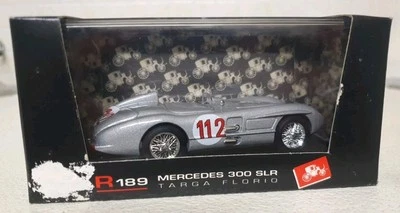 112
R189 MERCEDES 300 SLR
TARGA FLORIO